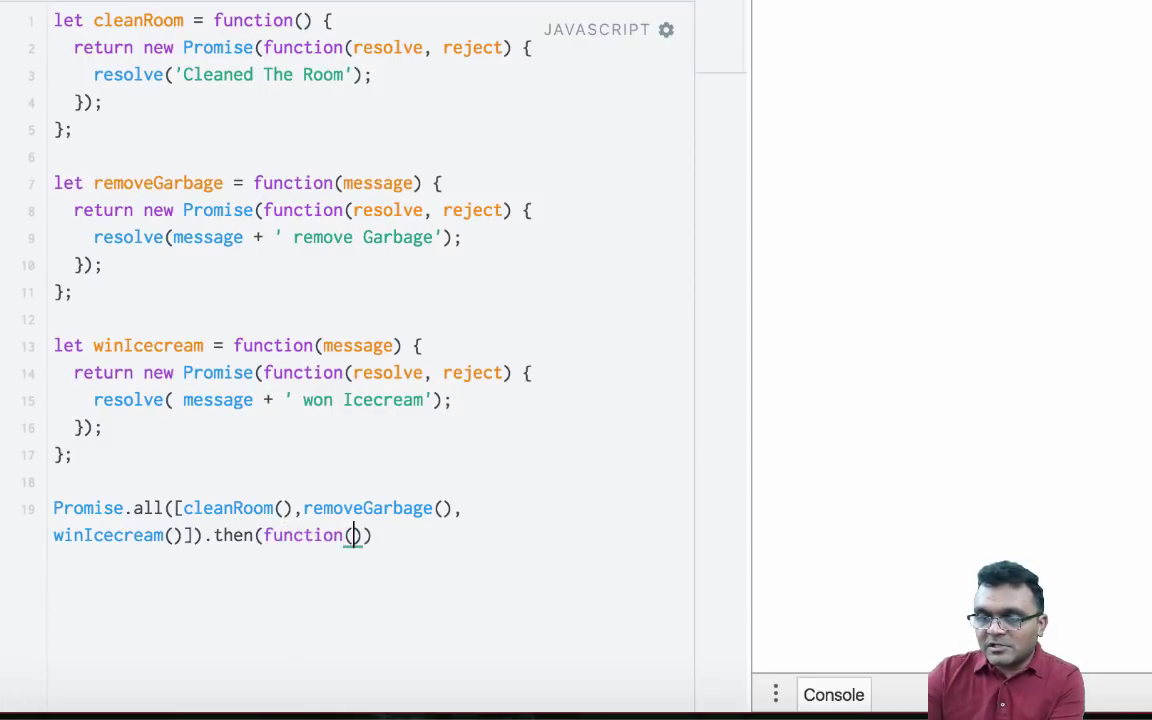 JAVASCRIPT
1 let cleanRoom = function() {
2 return new Promise(function(resolve, reject) {
3 resolve('Cleaned The Room');
4 });
5 };
6
7 let removeGarbage = function(message) {
8 return new Promise(function(resolve, reject) {
9 resolve(message + ' remove Garbage');
10 });
11 };
12
13 let winIcecream = function(message) {
14 return new Promise(function(resolve, reject) {
15 resolve( message + ' won Icecream');
16 });
17 };
18
19 Promise.all([cleanRoom(),removeGarbage(),
winIcecream()]).then(function())
Console